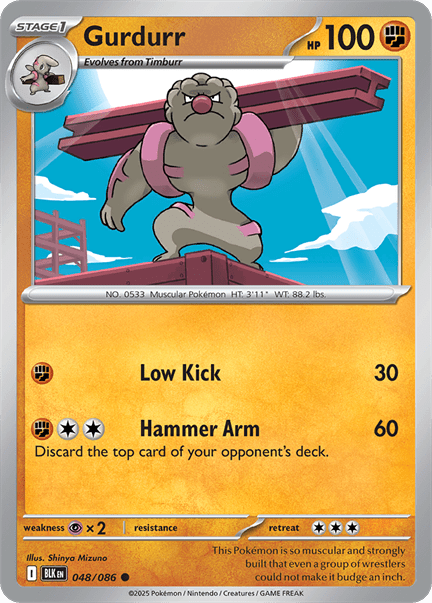 STAGE1
Gurdurr
HP 100
Evolves from Timburr
NO. 0533 Muscular Pokémon HT: 3'11" WT: 88.2 lbs.
Low Kick 30
Hammer Arm 60
Discard the top card of your opponent's deck.
weakness ×2 resistance retreat
Illus. Shinya Mizuno
This Pokémon is so muscular and strongly
built that even a group of wrestlers
could not make it budge an inch.
I BLK EN 048/086
©2025 Pokémon / Nintendo / Creatures / GAME FREAK